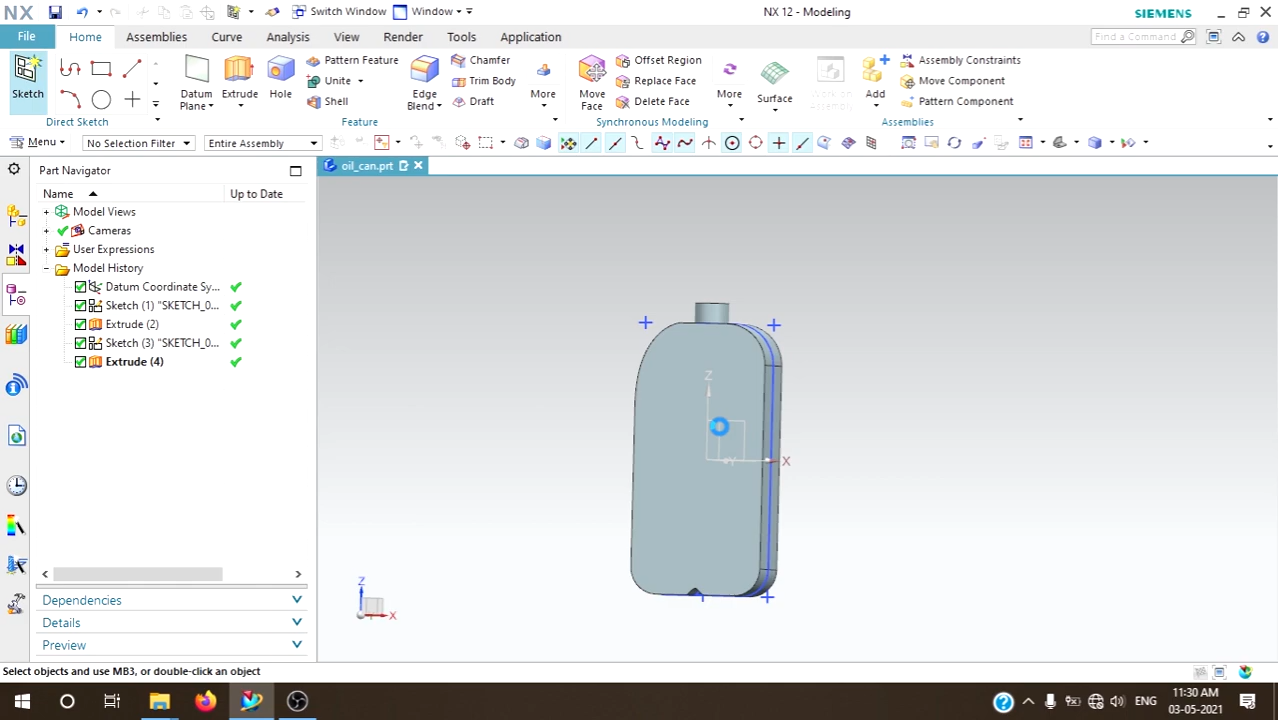 NX
Switch Window
Window
NX 12 - Modeling
SIEMENS
File
Home
Assemblies
Curve
Analysis
View
Render
Tools
Application
Find a Command
Sketch
Datum Plane
Extrude
Hole
Pattern Feature
Unite
Shell
Edge Blend
Chamfer
Trim Body
Draft
More
Move Face
Offset Region
Replace Face
Delete Face
More
Surface
Work on Assembly
Add
Assembly Constraints
Move Component
Pattern Component
Direct Sketch
Feature
Synchronous Modeling
Assemblies
Menu
No Selection Filter
Entire Assembly
Part Navigator
oil_can.prt
Name
Up to Date
Model Views
Cameras
User Expressions
Model History
Datum Coordinate Sy...
Sketch (1) "SKETCH_0...
Extrude (2)
Sketch (3) "SKETCH_0...
Extrude (4)
Z
Y
X
Z
X
Dependencies
Details
Preview
Select objects and use MB3, or double-click an object
ENG
11:30 AM
03-05-2021